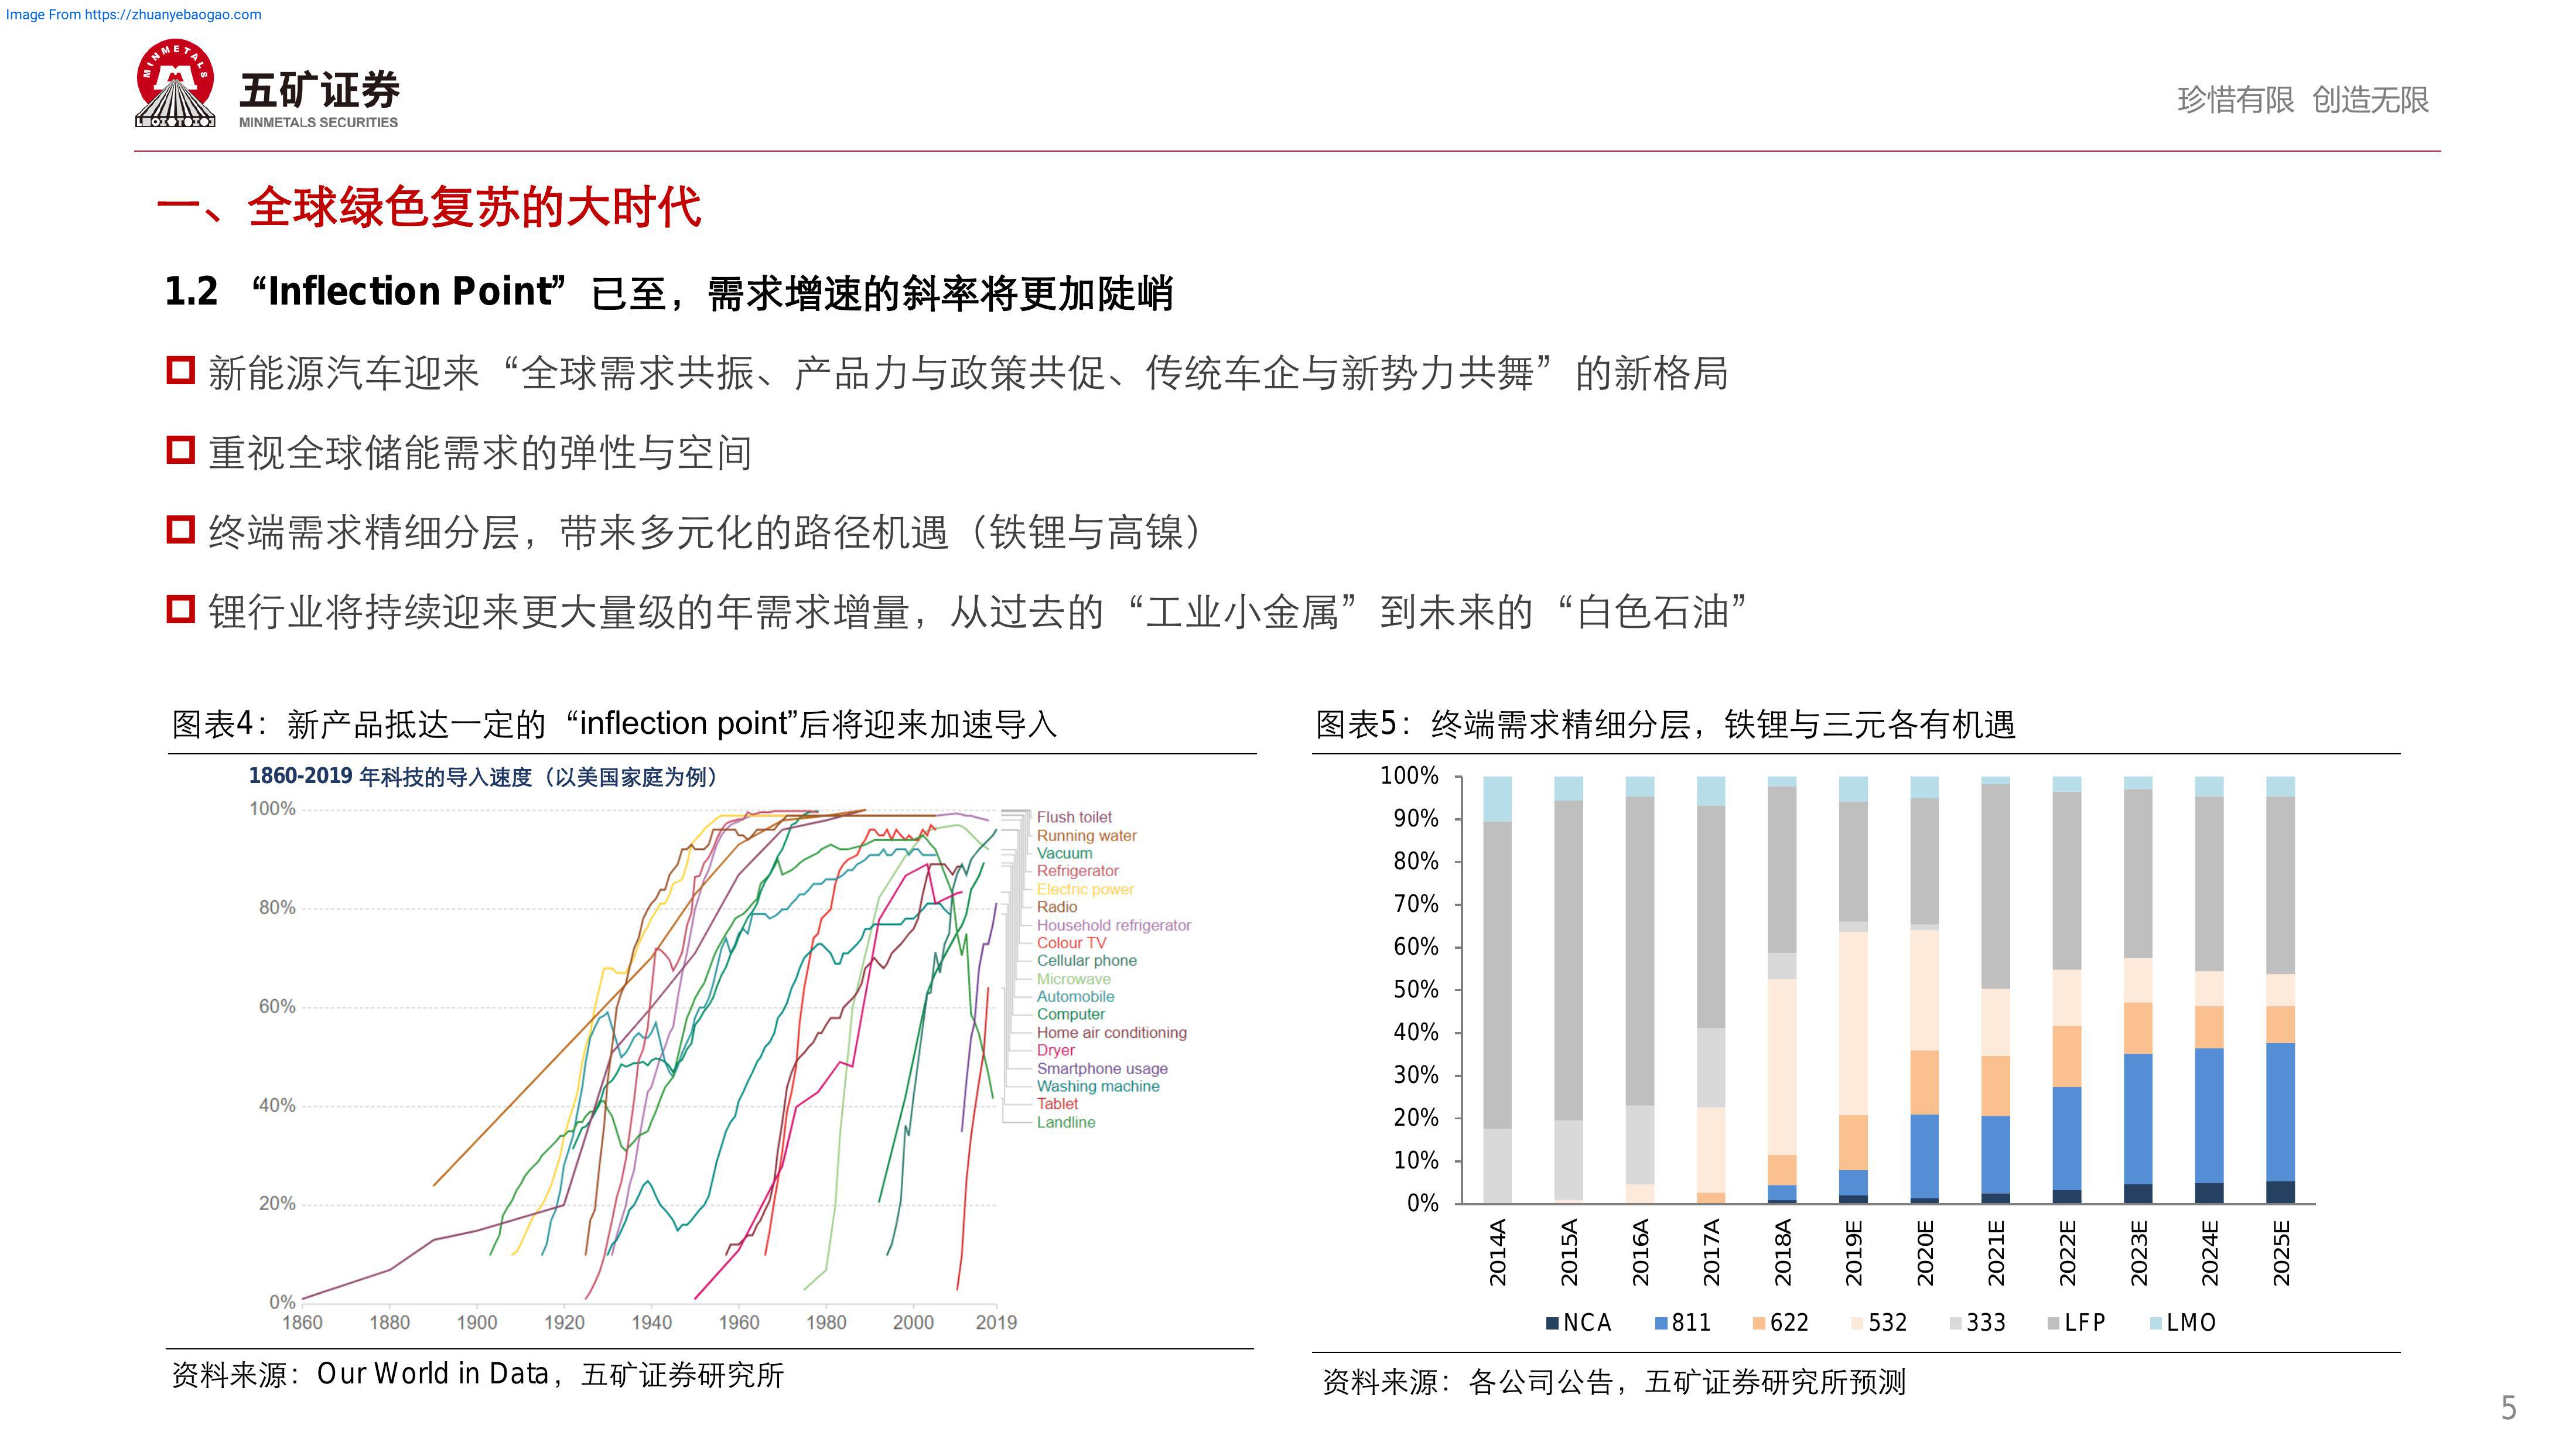 Image From https://zhuanyebaogao.com
MINMETALS
五矿证券
MINMETALS SECURITIES
珍惜有限 创造无限
一、全球绿色复苏的大时代
1.2 “Inflection Point”已至，需求增速的斜率将更加陡峭
新能源汽车迎来“全球需求共振、产品力与政策共促、传统车企与新势力共舞”的新格局
重视全球储能需求的弹性与空间
终端需求精细分层，带来多元化的路径机遇（铁锂与高镍）
锂行业将持续迎来更大量级的年需求增量，从过去的“工业小金属”到未来的“白色石油”
图表4：新产品抵达一定的“inflection point”后将迎来加速导入
1860-2019 年科技的导入速度（以美国家庭为例）
100%
80%
60%
40%
20%
0%
1860 1880 1900 1920 1940 1960 1980 2000 2019
Flush toilet
Running water
Vacuum
Refrigerator
Electric power
Radio
Household refrigerator
Colour TV
Cellular phone
Microwave
Automobile
Computer
Home air conditioning
Dryer
Smartphone usage
Washing machine
Tablet
Landline
资料来源：Our World in Data，五矿证券研究所
图表5：终端需求精细分层，铁锂与三元各有机遇
100%
90%
80%
70%
60%
50%
40%
30%
20%
10%
0%
2014A 2015A 2016A 2017A 2018A 2019E 2020E 2021E 2022E 2023E 2024E 2025E
NCA 811 622 532 333 LFP LMO
资料来源：各公司公告，五矿证券研究所预测
5